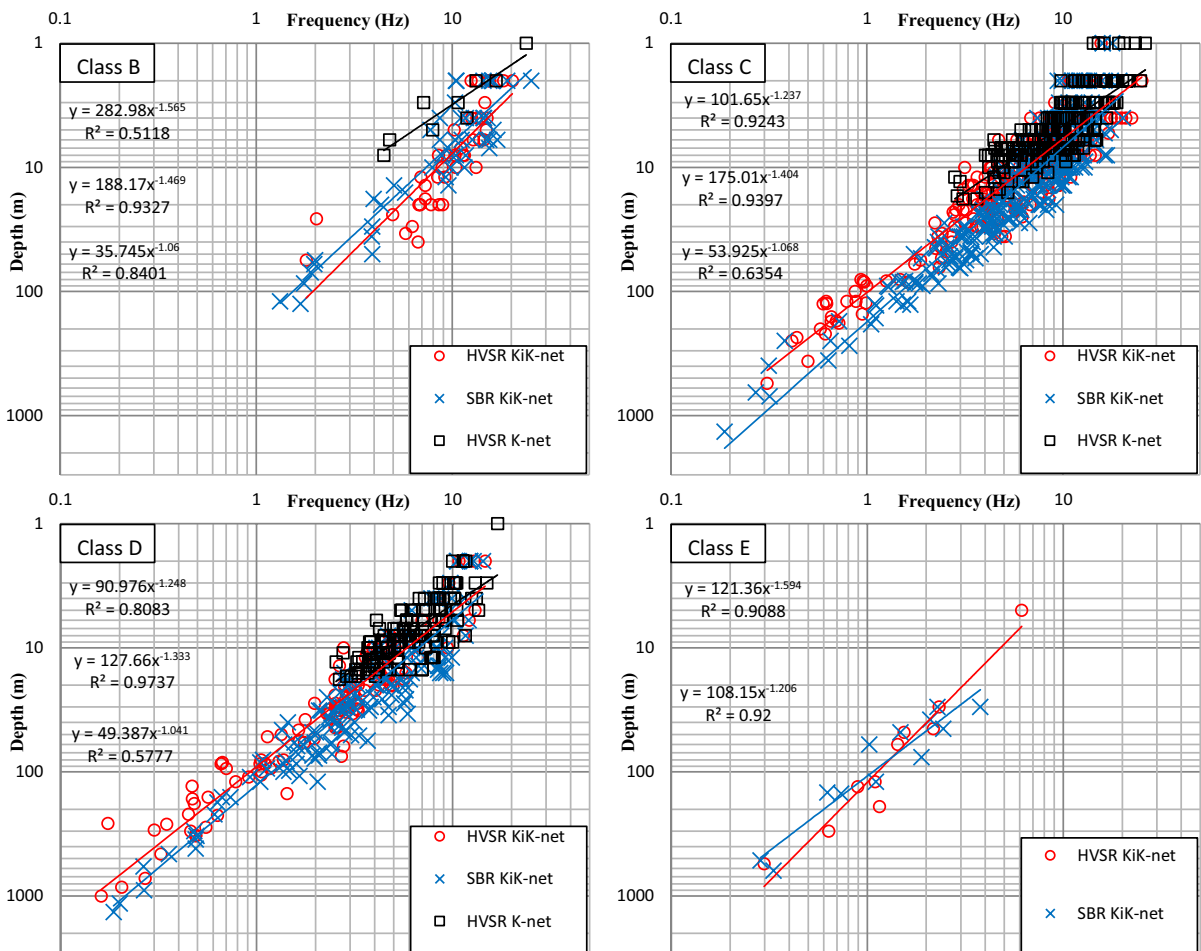 0.1 1 Frequency (Hz) 10
1
10
100
1000
Depth (m)
Class B
y = 282.98x^-1.565
R² = 0.5118
y = 188.17x^-1.469
R² = 0.9327
y = 35.745x^-1.06
R² = 0.8401
HVSR KiK-net
SBR KiK-net
HVSR K-net
0.1 1 Frequency (Hz) 10
1
10
100
1000
Depth (m)
Class C
y = 101.65x^-1.237
R² = 0.9243
y = 175.01x^-1.404
R² = 0.9397
y = 53.925x^-1.068
R² = 0.6354
HVSR KiK-net
SBR KiK-net
HVSR K-net
0.1 1 Frequency (Hz) 10
1
10
100
1000
Depth (m)
Class D
y = 90.976x^-1.248
R² = 0.8083
y = 127.66x^-1.333
R² = 0.9737
y = 49.387x^-1.041
R² = 0.5777
HVSR KiK-net
SBR KiK-net
HVSR K-net
0.1 1 Frequency (Hz) 10
1
10
100
1000
Depth (m)
Class E
y = 121.36x^-1.594
R² = 0.9088
y = 108.15x^-1.206
R² = 0.92
HVSR KiK-net
SBR KiK-net